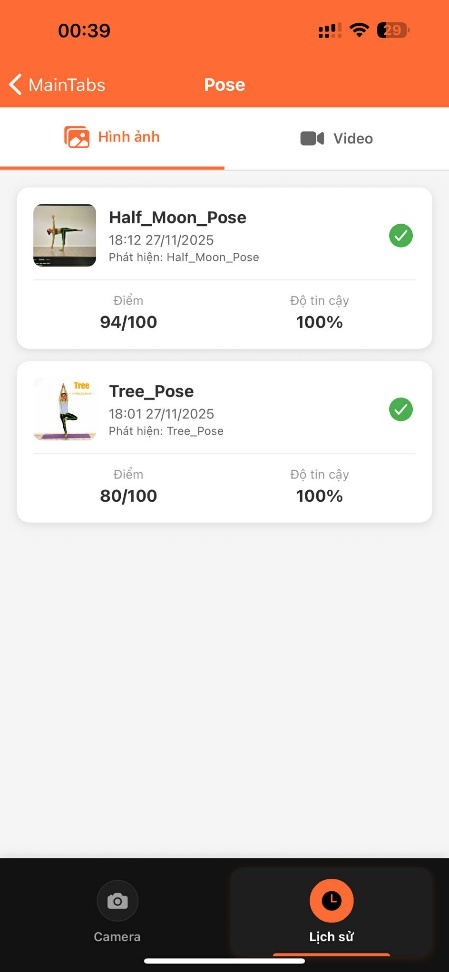 00:39
29
MainTabs
Pose
Hình ảnh
Video
Half_Moon_Pose
18:12 27/11/2025
Phát hiện: Half_Moon_Pose
Điểm
Độ tin cậy
94/100
100%
Tree
Tree_Pose
18:01 27/11/2025
Phát hiện: Tree_Pose
Điểm
Độ tin cậy
80/100
100%
Camera
Lịch sử